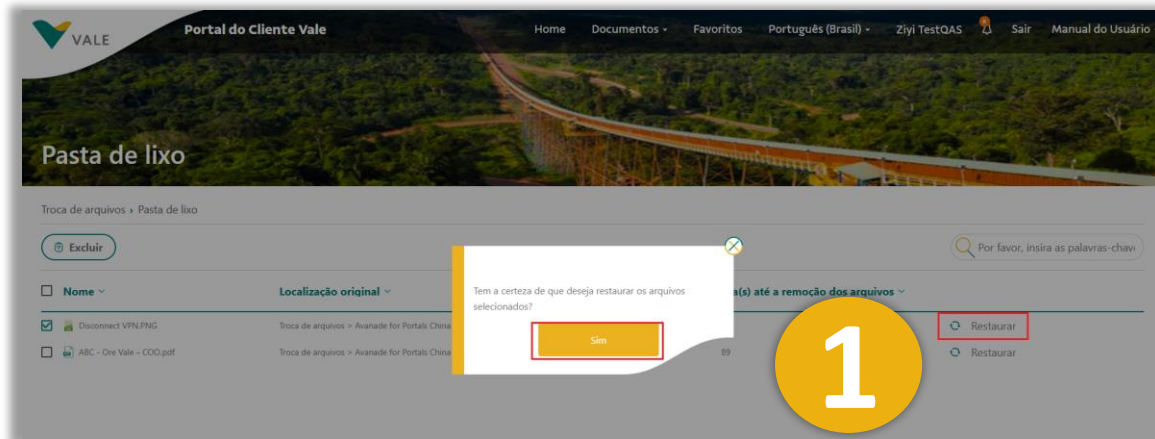 VALE
Portal do Cliente Vale
Home Documentos Favoritos Português (Brasil) Ziyi TestQAS Sair Manual do Usuário
Pasta de lixo
Troca de arquivos › Pasta de lixo
Excluir
Por favor, insira as palavras-chav
Nome Localização original a(s) até a remoção dos arquivos
Tem a certeza de que deseja restaurar os arquivos
selecionados?
Sim
Disconnect VPN.PNG Troca de arquivos > Avanade for Portals China Restaurar
ABC - Ore Vale – COO.pdf Troca de arquivos > Avanade for Portals China 89 Restaurar
1